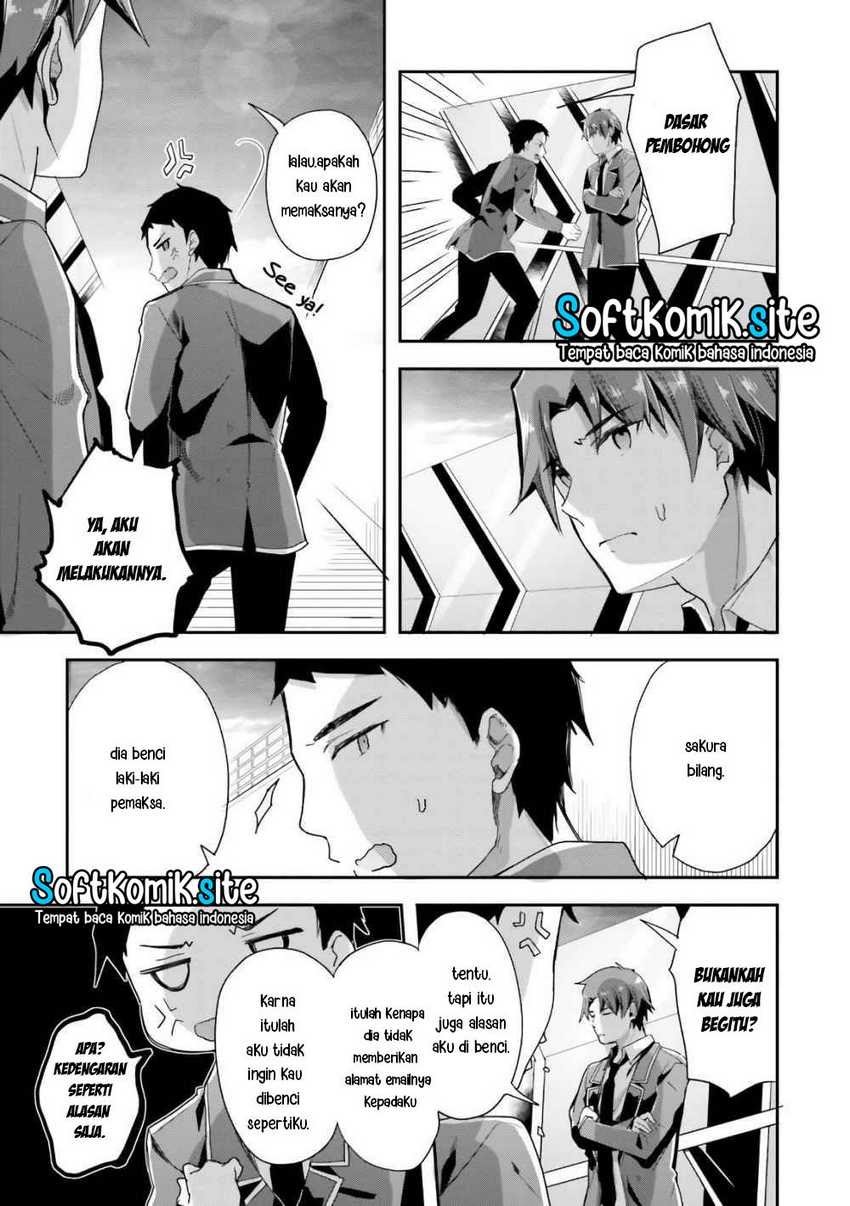 DASAR
PEMBOHONG
SoftKomik.site
Tempat baca Komik bahasa indonesia
lalau,apakah
Kau akan
memaksanya?
See ya!
YA, AKU
AKAN
MELAKUKANNYA.
sakura
bilang.
dia benci
laki-laki
pemaksa.
SoftKomik.site
Tempat baca Komik bahasa indonesia
BUKANKAH
KAU JUGA
BEGITU?
tentu.
tapi itu
juga alasan
aku di benci.
itulah Kenapa
dia tidak
memberikan
alamat emailnya
Kepadaku
Karna
itulah
aku tidak
ingin Kau
dibenci
sepertiku.
APA?
KEDENGARAN
SEPERTI
ALASAN
SAJA.